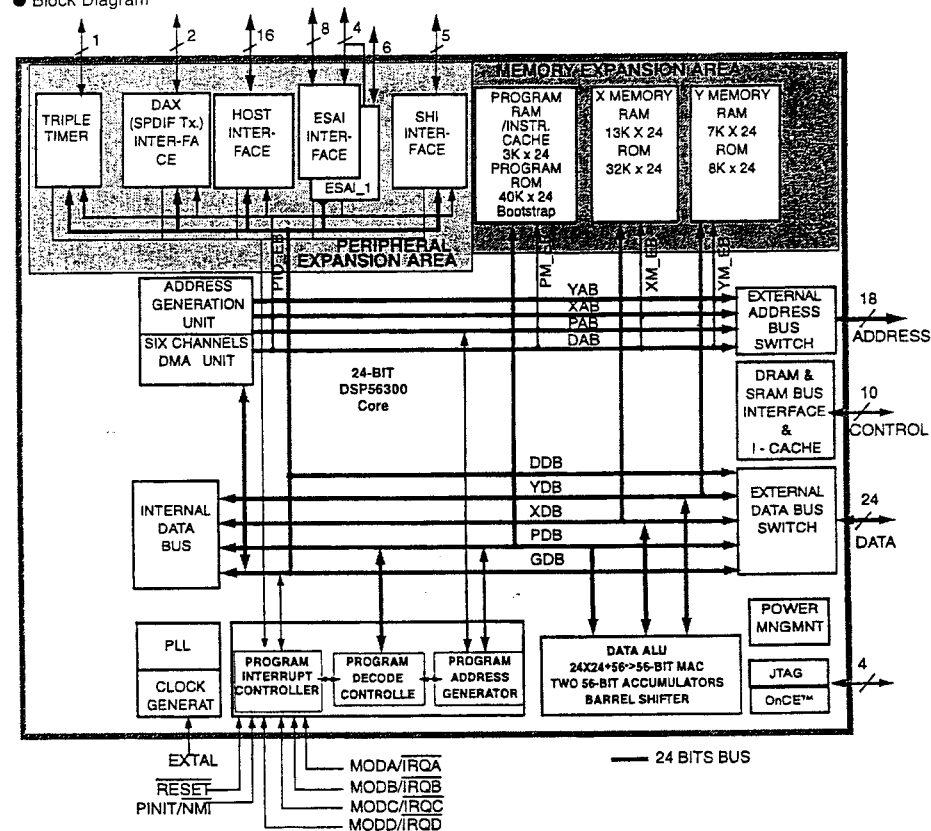 ● Block Diagram
1
2
16
8
4
6
5
MEMORY EXPANSION AREA
TRIPLE
TIMER
DAX
(SPDIF Tx.)
INTER-FA
CE
HOST
INTER-
FACE
ESAI
INTER-
FACE
ESAI_1
SHI
INTER-
FACE
PROGRAM
RAM
/INSTR.
CACHE
3K x 24
PROGRAM
ROM
40K x 24
Bootstrap
X MEMORY
RAM
13K X 24
ROM
32K x 24
Y MEMORY
RAM
7K X 24
ROM
8K x 24
PERIPHERAL
EXPANSION AREA
PIO_EB
PM_EB
XM_EB
YM_EB
ADDRESS
GENERATION
UNIT
SIX CHANNELS
DMA UNIT
YAB
XAB
PAB
DAB
EXTERNAL
ADDRESS
BUS
SWITCH
18
ADDRESS
24-BIT
DSP56300
Core
DRAM &
SRAM BUS
INTERFACE
&
I - CACHE
10
CONTROL
INTERNAL
DATA
BUS
DDB
YDB
XDB
PDB
GDB
EXTERNAL
DATA BUS
SWITCH
24
DATA
PLL
CLOCK
GENERAT
PROGRAM
INTERRUPT
CONTROLLER
PROGRAM
DECODE
CONTROLLE
PROGRAM
ADDRESS
GENERATOR
DATA ALU
24X24+56->56-BIT MAC
TWO 56-BIT ACCUMULATORS
BARREL SHIFTER
POWER
MNGMNT
JTAG
OnCE™
4
EXTAL
RESET
PINIT/NMI
MODA/IRQA
MODB/IRQB
MODC/IRQC
MODD/IRQD
24 BITS BUS